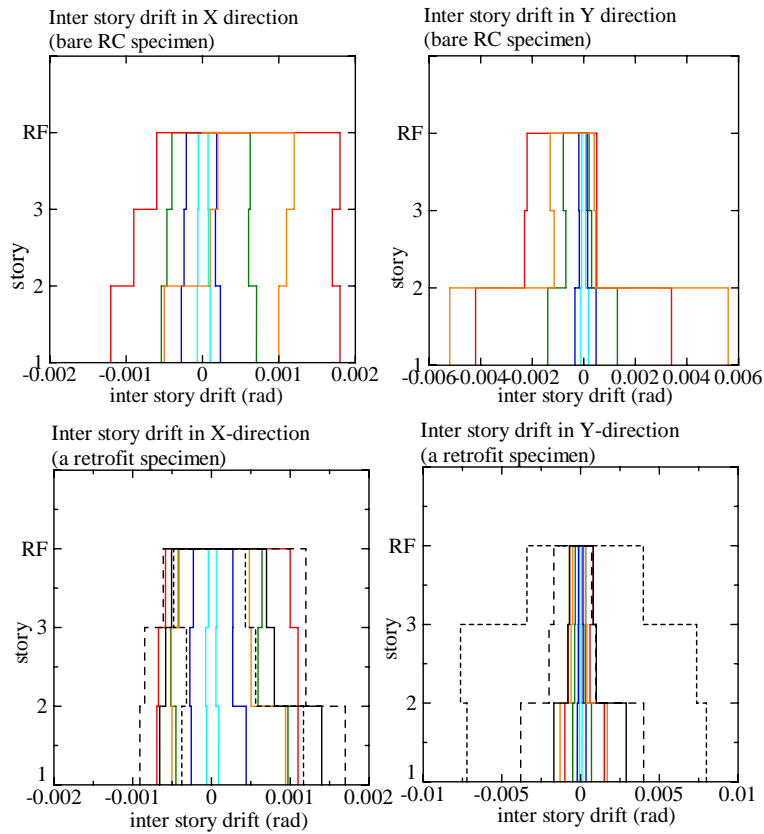 Inter story drift in X direction
(bare RC specimen)
RF
3
2
1
story
-0.002 -0.001 0 0.001 0.002
inter story drift (rad)
Inter story drift in Y direction
(bare RC specimen)
RF
3
2
1
story
-0.006 -0.004 -0.002 0 0.002 0.004 0.006
inter story drift (rad)
Inter story drift in X-direction
(a retrofit specimen)
RF
3
2
1
story
-0.002 -0.001 0 0.001 0.002
inter story drift (rad)
Inter story drift in Y-direction
(a retrofit specimen)
RF
3
2
1
story
-0.01 -0.005 0 0.005 0.01
inter story drift (rad)